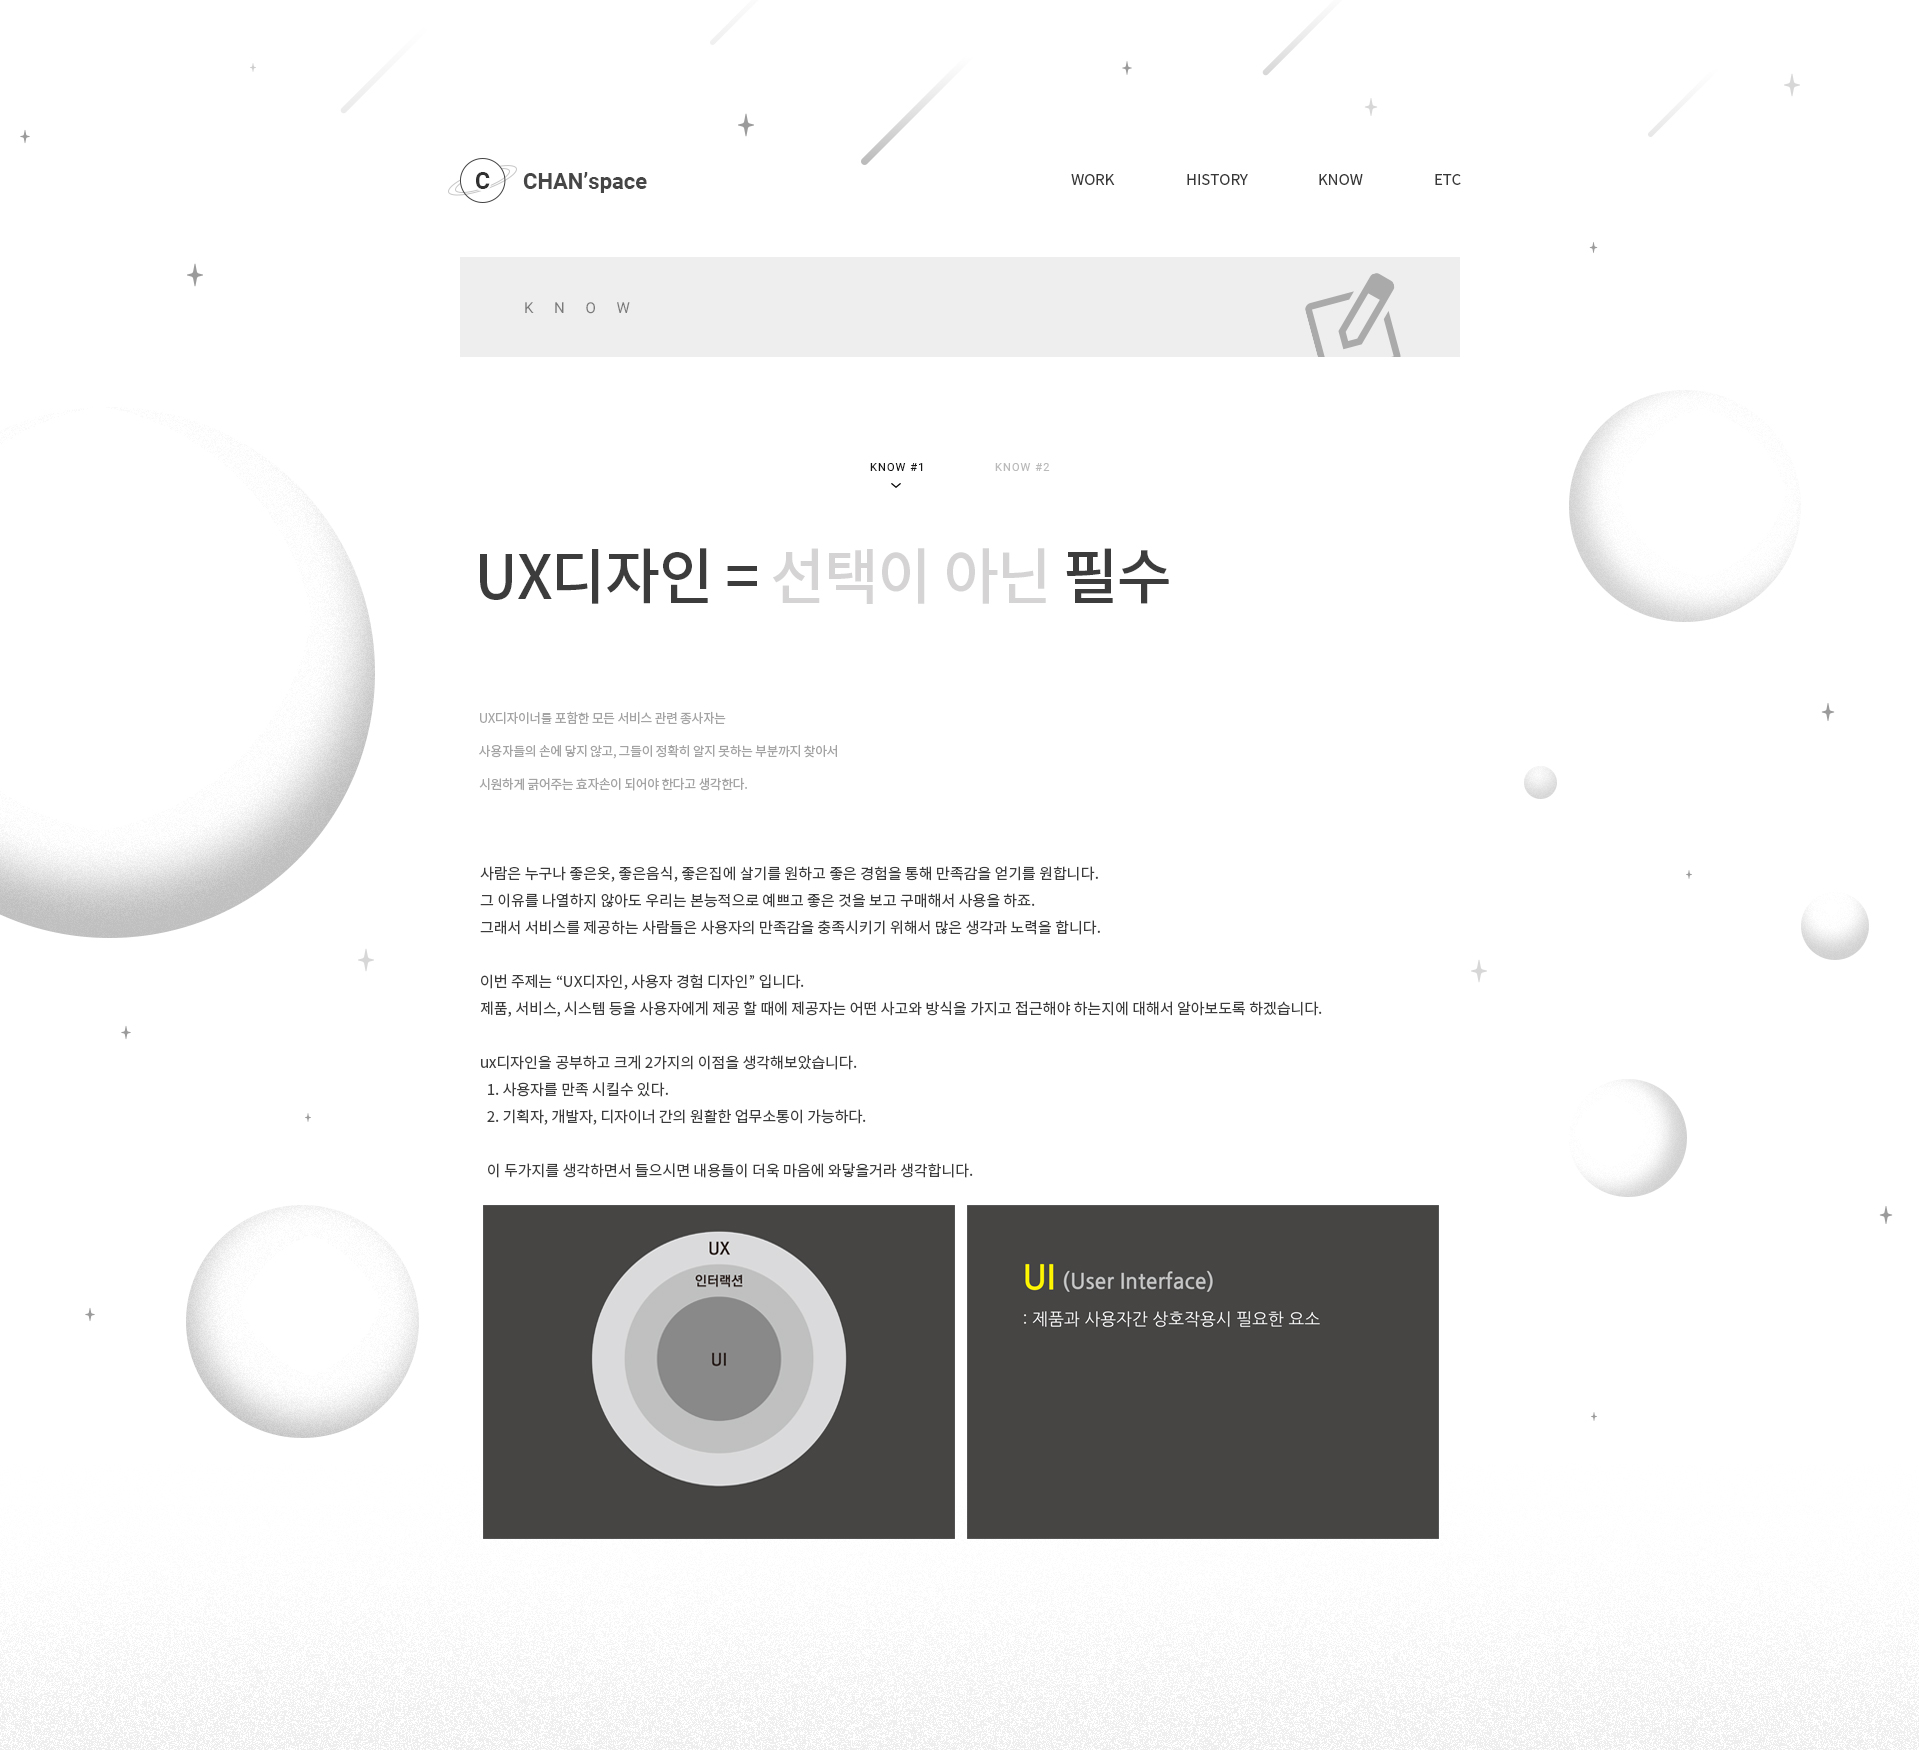 C CHAN'space
WORK HISTORY KNOW ETC
K N O W
KNOW #1 KNOW #2
UX디자인 = 선택이 아닌 필수
UX디자이너를 포함한 모든 서비스 관련 종사자는
사용자들의 손에 닿지 않고, 그들이 정확히 알지 못하는 부분까지 찾아서
시원하게 긁어주는 효자손이 되어야 한다고 생각한다.
사람은 누구나 좋은옷, 좋은음식, 좋은집에 살기를 원하고 좋은 경험을 통해 만족감을 얻기를 원합니다.
그 이유를 나열하지 않아도 우리는 본능적으로 예쁘고 좋은 것을 보고 구매해서 사용을 하죠.
그래서 서비스를 제공하는 사람들은 사용자의 만족감을 충족시키기 위해서 많은 생각과 노력을 합니다.
이번 주제는 “UX디자인, 사용자 경험 디자인” 입니다.
제품, 서비스, 시스템 등을 사용자에게 제공 할 때에 제공자는 어떤 사고와 방식을 가지고 접근해야 하는지에 대해서 알아보도록 하겠습니다.
ux디자인을 공부하고 크게 2가지의 이점을 생각해보았습니다.
1. 사용자를 만족 시킬수 있다.
2. 기획자, 개발자, 디자이너 간의 원활한 업무소통이 가능하다.
이 두가지를 생각하면서 들으시면 내용들이 더욱 마음에 와닿을거라 생각합니다.
UX
인터랙션
UI
UI (User Interface)
: 제품과 사용자간 상호작용시 필요한 요소